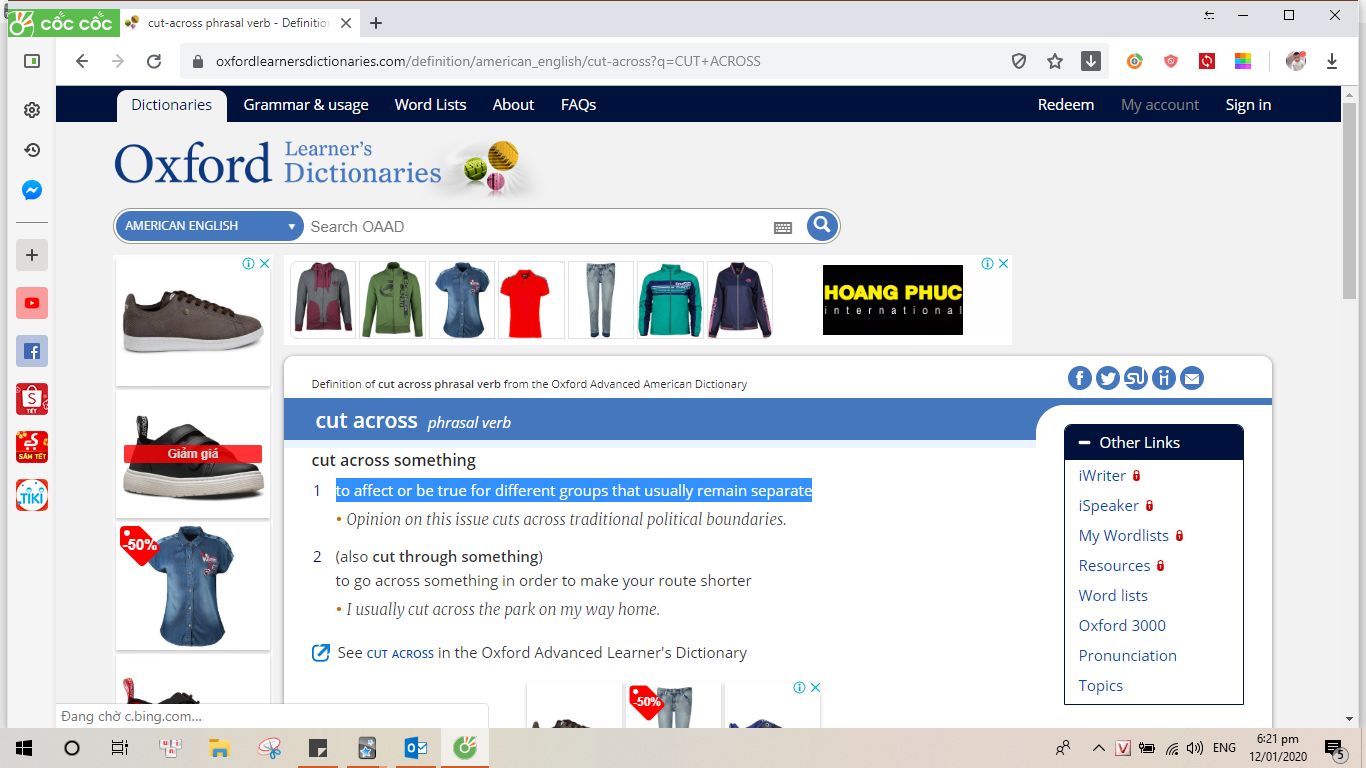 cốc cốc
cut-across phrasal verb - Definition
oxfordlearnersdictionaries.com/definition/american_english/cut-across?q=CUT+ACROSS
Dictionaries Grammar & usage Word Lists About FAQs Redeem My account Sign in
Oxford Learner's Dictionaries
AMERICAN ENGLISH Search OAAD
HOANG PHUC
international
Giảm giá
-50%
Definition of cut across phrasal verb from the Oxford Advanced American Dictionary
cut across phrasal verb
cut across something
1 to affect or be true for different groups that usually remain separate
• Opinion on this issue cuts across traditional political boundaries.
2 (also cut through something)
to go across something in order to make your route shorter
• I usually cut across the park on my way home.
See CUT ACROSS in the Oxford Advanced Learner's Dictionary
-50%
Other Links
iWriter
iSpeaker
My Wordlists
Resources
Word lists
Oxford 3000
Pronunciation
Topics
TẾT
SẮM TẾT
TIKI
Đang chờ c.bing.com...
ENG
6:21 pm
12/01/2020
5